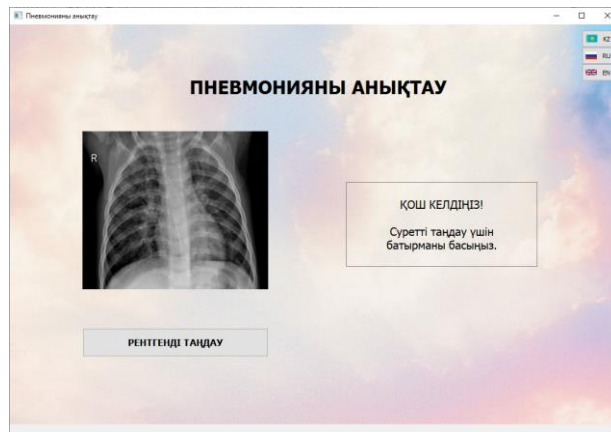 Пневмонияны анықтау
KZ
RU
EN
ПНЕВМОНИЯНЫ АНЫҚТАУ
R
ҚОШ КЕЛДІҢІЗ!
Суретті таңдау үшін
батырманы басыңыз.
РЕНТГЕНДІ ТАҢДАУ